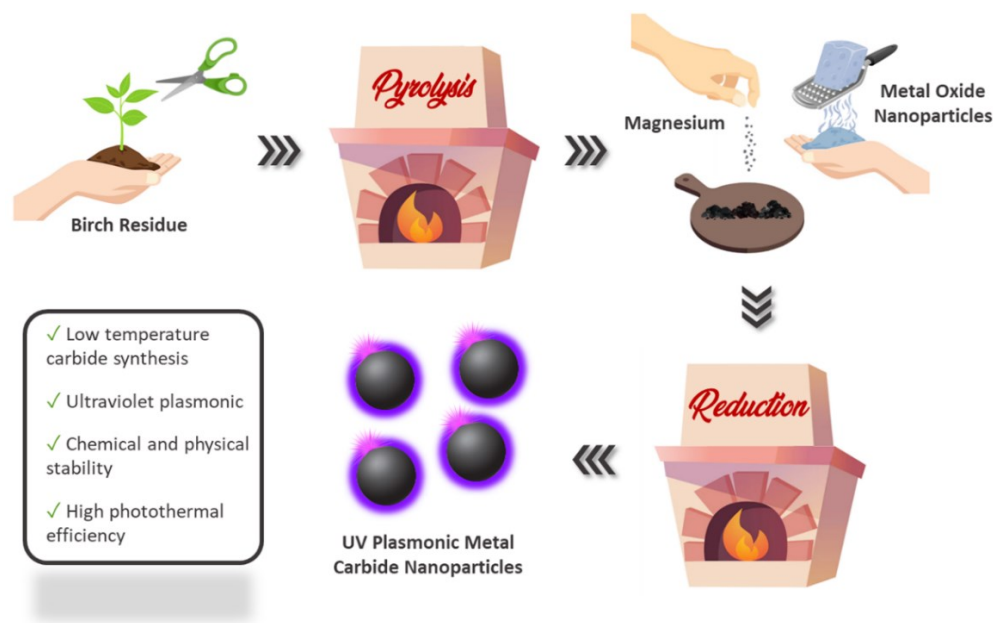 Birch Residue
Pyrolysis
Magnesium
Metal Oxide
Nanoparticles
Reduction
UV Plasmonic Metal
Carbide Nanoparticles
✓ Low temperature
carbide synthesis
✓ Ultraviolet plasmonic
✓ Chemical and physical
stability
✓ High photothermal
efficiency